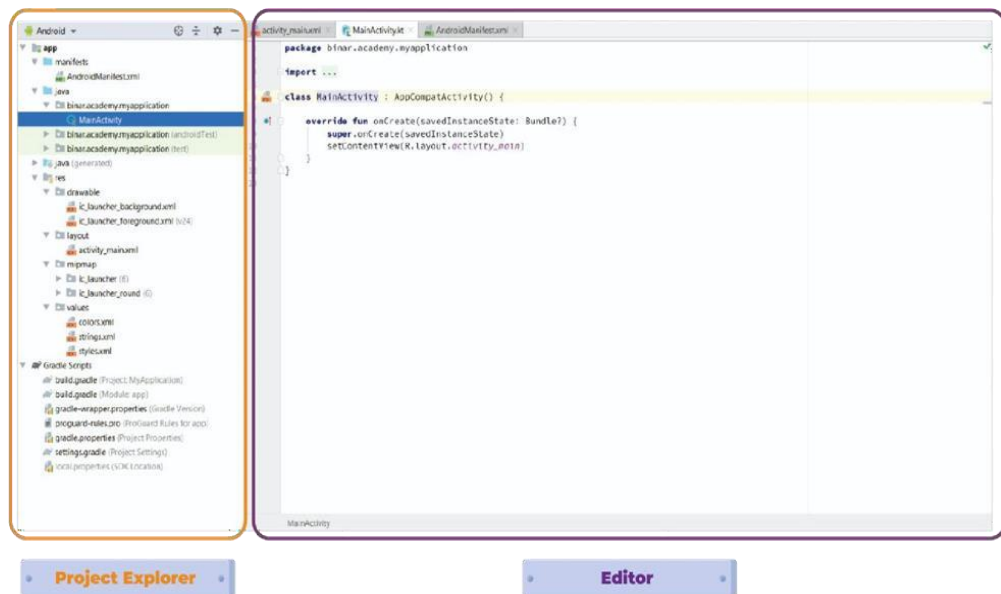 Android
app
manifests
AndroidManifest.xml
java
binar.academy.myapplication
MainActivity
binar.academy.myapplication (androidTest)
binar.academy.myapplication (test)
java (generated)
res
drawable
ic_launcher_background.xml
ic_launcher_foreground.xml (v24)
layout
activity_main.xml
mipmap
ic_launcher (6)
ic_launcher_round (6)
values
colors.xml
strings.xml
styles.xml
Gradle Scripts
build.gradle (Project: MyApplication)
build.gradle (Module: app)
gradle-wrapper.properties (Gradle Version)
proguard-rules.pro (ProGuard Rules for app)
gradle.properties (Project Properties)
settings.gradle (Project Settings)
local.properties (SDK Location)
activity_main.xml
MainActivity.kt
AndroidManifest.xml
package binar.academy.myapplication
import ...
class MainActivity : AppCompatActivity() {
override fun onCreate(savedInstanceState: Bundle?) {
super.onCreate(savedInstanceState)
setContentView(R.layout.activity_main)
}
}
MainActivity
Project Explorer
Editor